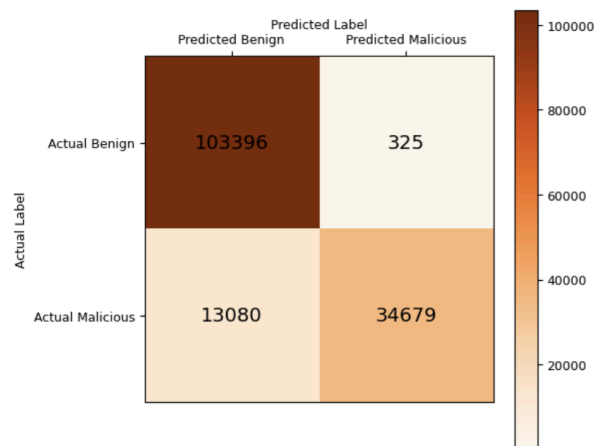 Predicted Label
Predicted Benign Predicted Malicious
100000
80000
60000
40000
20000
Actual Label
Actual Benign 103396 325
Actual Malicious 13080 34679